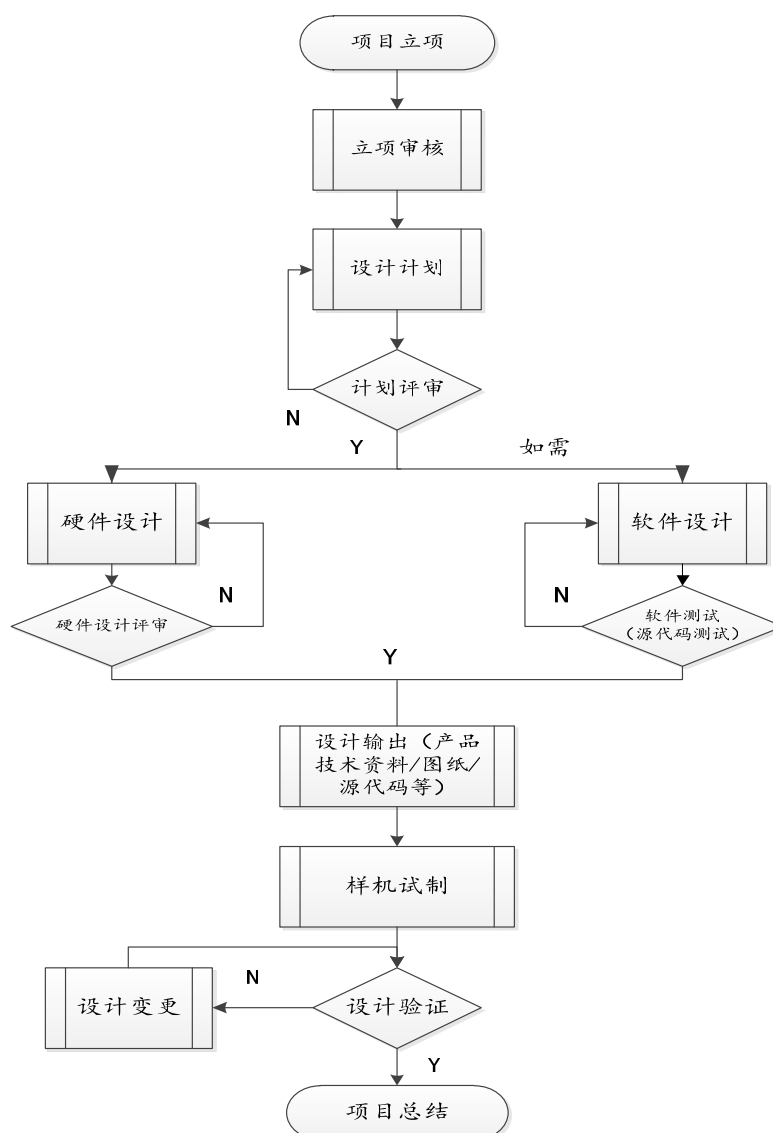 项目立项
立项审核
设计计划
计划评审
N
Y
如需
硬件设计
软件设计
N
N
硬件设计评审
软件测试
（源代码测试）
Y
设计输出（产品
技术资料/图纸/
源代码等）
样机试制
N
设计变更
设计验证
Y
项目总结